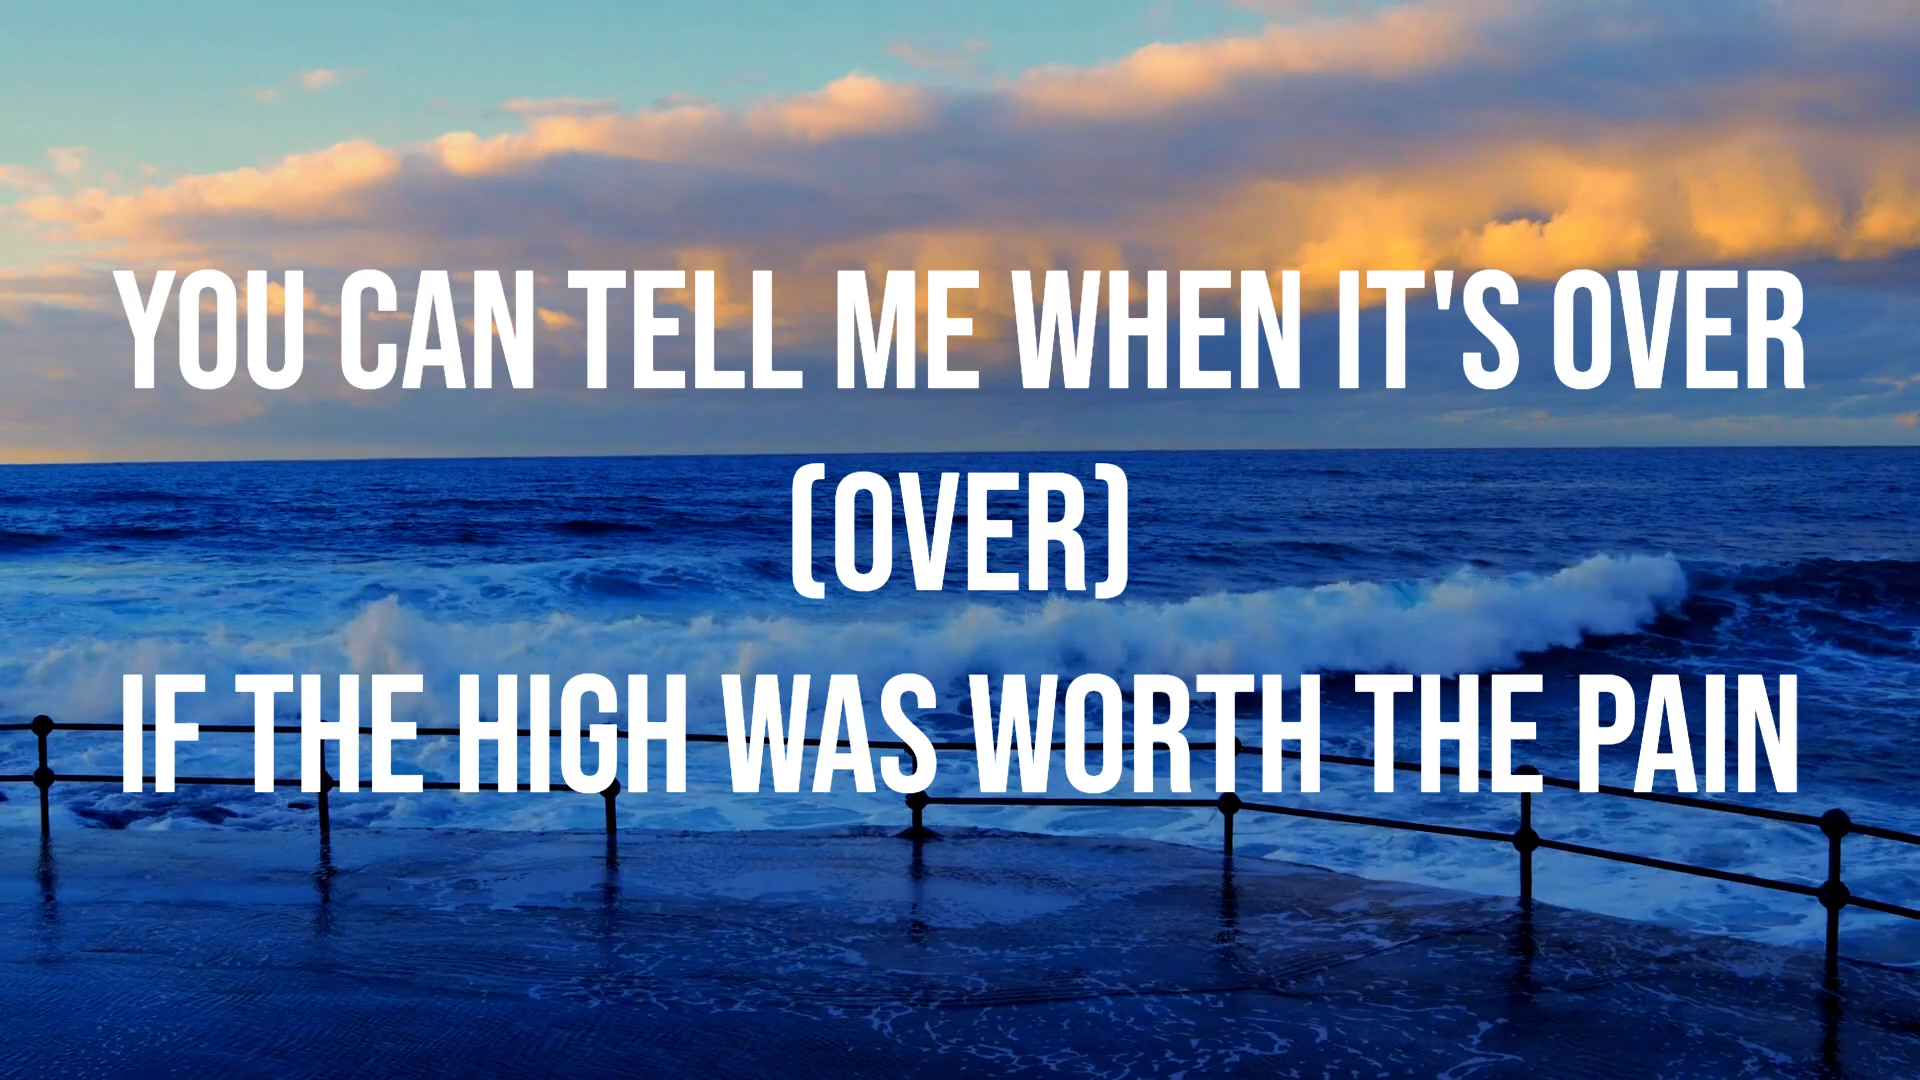 YOU CAN TELL ME WHEN IT'S OVER
(OVER)
IF THE HIGH WAS WORTH THE PAIN